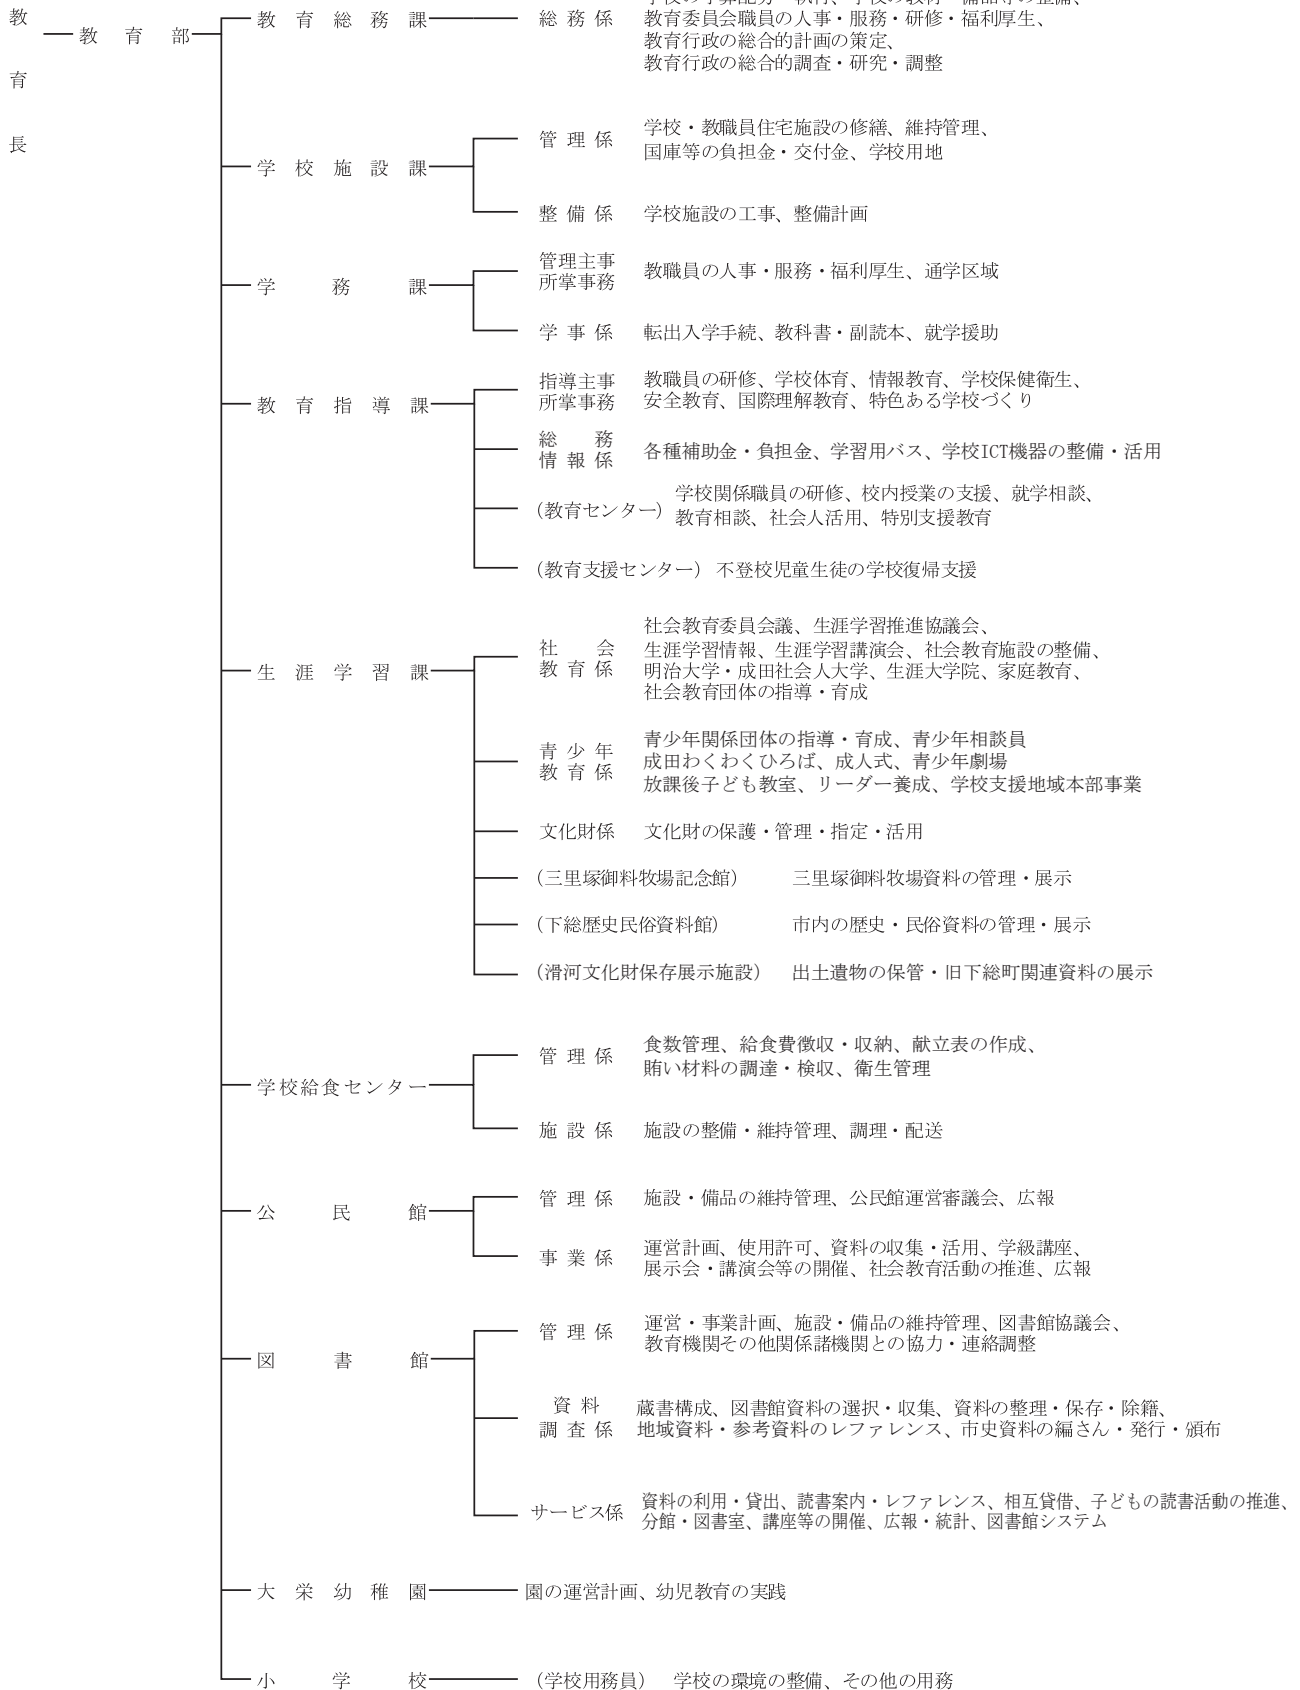 教育長
教育部
教育総務課
総務係
教育委員会職員の人事・服務・研修・福利厚生、
教育行政の総合的計画の策定、
教育行政の総合的調査・研究・調整
学校施設課
管理係
学校・教職員住宅施設の修繕、維持管理、
国庫等の負担金・交付金、学校用地
整備係
学校施設の工事、整備計画
学務課
管理主事
所掌事務
教職員の人事・服務・福利厚生、通学区域
学事係
転出入学手続、教科書・副読本、就学援助
教育指導課
指導主事
所掌事務
教職員の研修、学校体育、情報教育、学校保健衛生、
安全教育、国際理解教育、特色ある学校づくり
総務
情報係
各種補助金・負担金、学習用バス、学校ICT機器の整備・活用
（教育センター）
学校関係職員の研修、校内授業の支援、就学相談、
教育相談、社会人活用、特別支援教育
（教育支援センター）不登校児童生徒の学校復帰支援
生涯学習課
社会
教育係
社会教育委員会議、生涯学習推進協議会、
生涯学習情報、生涯学習講演会、社会教育施設の整備、
明治大学・成田社会人大学、生涯大学院、家庭教育、
社会教育団体の指導・育成
青少年
教育係
青少年関係団体の指導・育成、青少年相談員
成田わくわくひろば、成人式、青少年劇場
放課後子ども教室、リーダー養成、学校支援地域本部事業
文化財係
文化財の保護・管理・指定・活用
（三里塚御料牧場記念館）　三里塚御料牧場資料の管理・展示
（下総歴史民俗資料館）　市内の歴史・民俗資料の管理・展示
（滑河文化財保存展示施設）　出土遺物の保管・旧下総町関連資料の展示
学校給食センター
管理係
食数管理、給食費徴収・収納、献立表の作成、
賄い材料の調達・検収、衛生管理
施設係
施設の整備・維持管理、調理・配送
公民館
管理係
施設・備品の維持管理、公民館運営審議会、広報
事業係
運営計画、使用許可、資料の収集・活用、学級講座、
展示会・講演会等の開催、社会教育活動の推進、広報
図書館
管理係
運営・事業計画、施設・備品の維持管理、図書館協議会、
教育機関その他関係諸機関との協力・連絡調整
資料
調査係
蔵書構成、図書館資料の選択・収集、資料の整理・保存・除籍、
地域資料・参考資料のレファレンス、市史資料の編さん・発行・頒布
サービス係
資料の利用・貸出、読書案内・レファレンス、相互貸借、子どもの読書活動の推進、
分館・図書室、講座等の開催、広報・統計、図書館システム
大栄幼稚園
園の運営計画、幼児教育の実践
小学校
（学校用務員）　学校の環境の整備、その他の用務